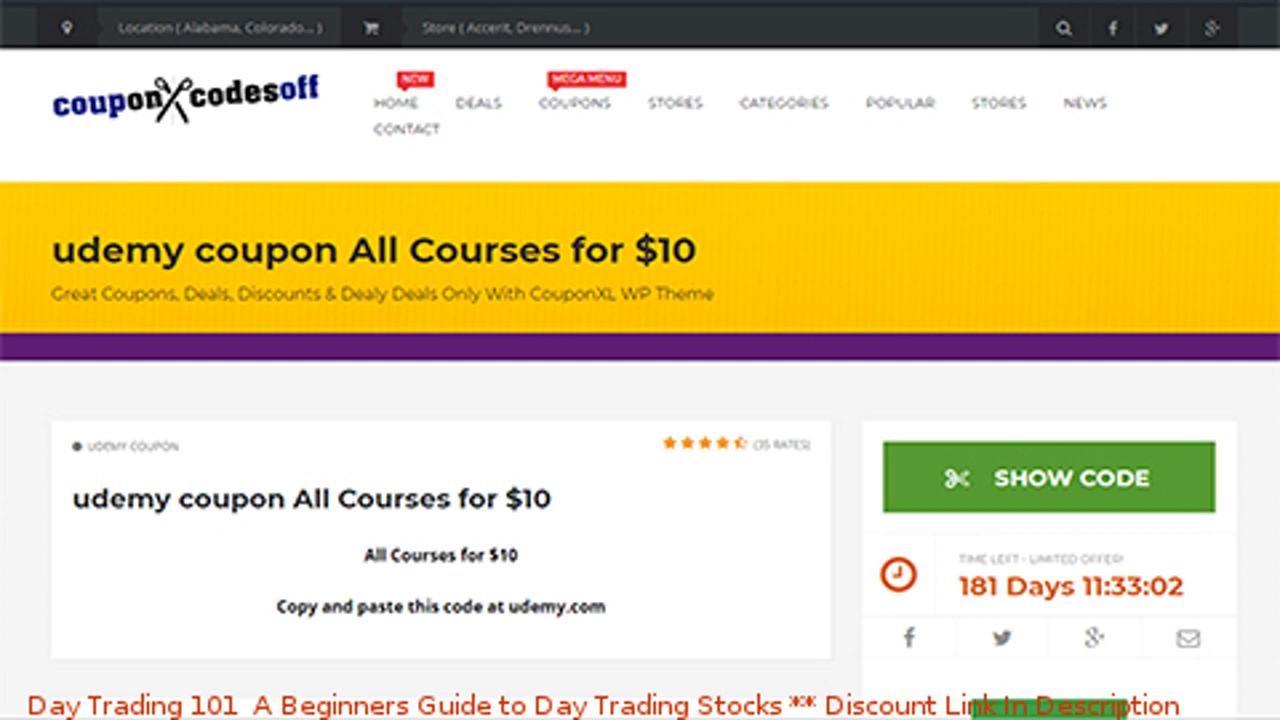 Location ( Alabama, Colorado... ) Store ( Accerit, Drennus... )
couponXcodesoff
NEW MEGA MENU
HOME DEALS COUPONS STORES CATEGORIES POPULAR STORES NEWS
CONTACT
udemy coupon All Courses for $10
Great Coupons, Deals, Discounts & Dealy Deals Only With CouponXL WP Theme
UDEMY COUPON (35 RATES)
udemy coupon All Courses for $10
All Courses for $10
Copy and paste this code at udemy.com
SHOW CODE
TIME LEFT - LIMITED OFFER!
181 Days 11:33:02
Day Trading 101 A Beginners Guide to Day Trading Stocks ** Discount Link In Description